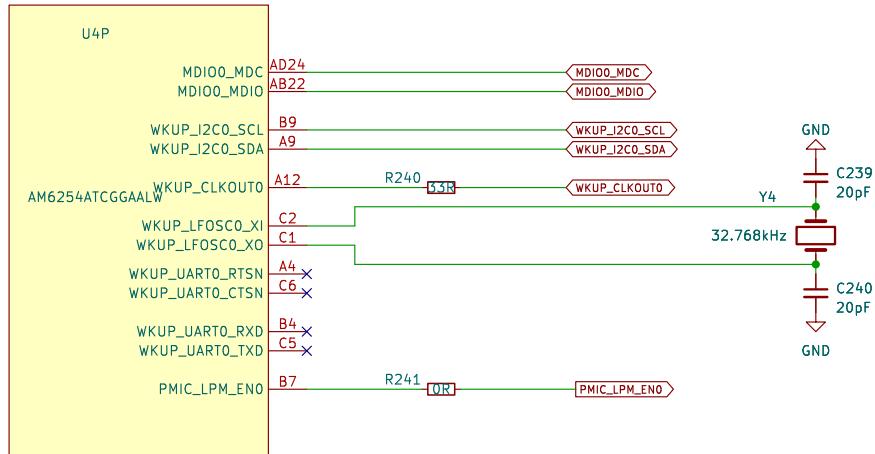 U4P
MDIO0_MDC AD24 MDIO0_MDC
MDIO0_MDIO AB22 MDIO0_MDIO
WKUP_I2C0_SCL B9 WKUP_I2C0_SCL GND
WKUP_I2C0_SDA A9 WKUP_I2C0_SDA
C239
R240
WKUP_CLKOUT0 A12 33R WKUP_CLKOUT0 20pF
AM6254ATCGGAALW Y4
WKUP_LFOSC0_XI C2
32.768kHz
WKUP_LFOSC0_XO C1
WKUP_UART0_RTSN A4
C240
WKUP_UART0_CTSN C6
20pF
WKUP_UART0_RXD B4
WKUP_UART0_TXD C5 GND
R241
PMIC_LPM_EN0 B7 0R PMIC_LPM_EN0